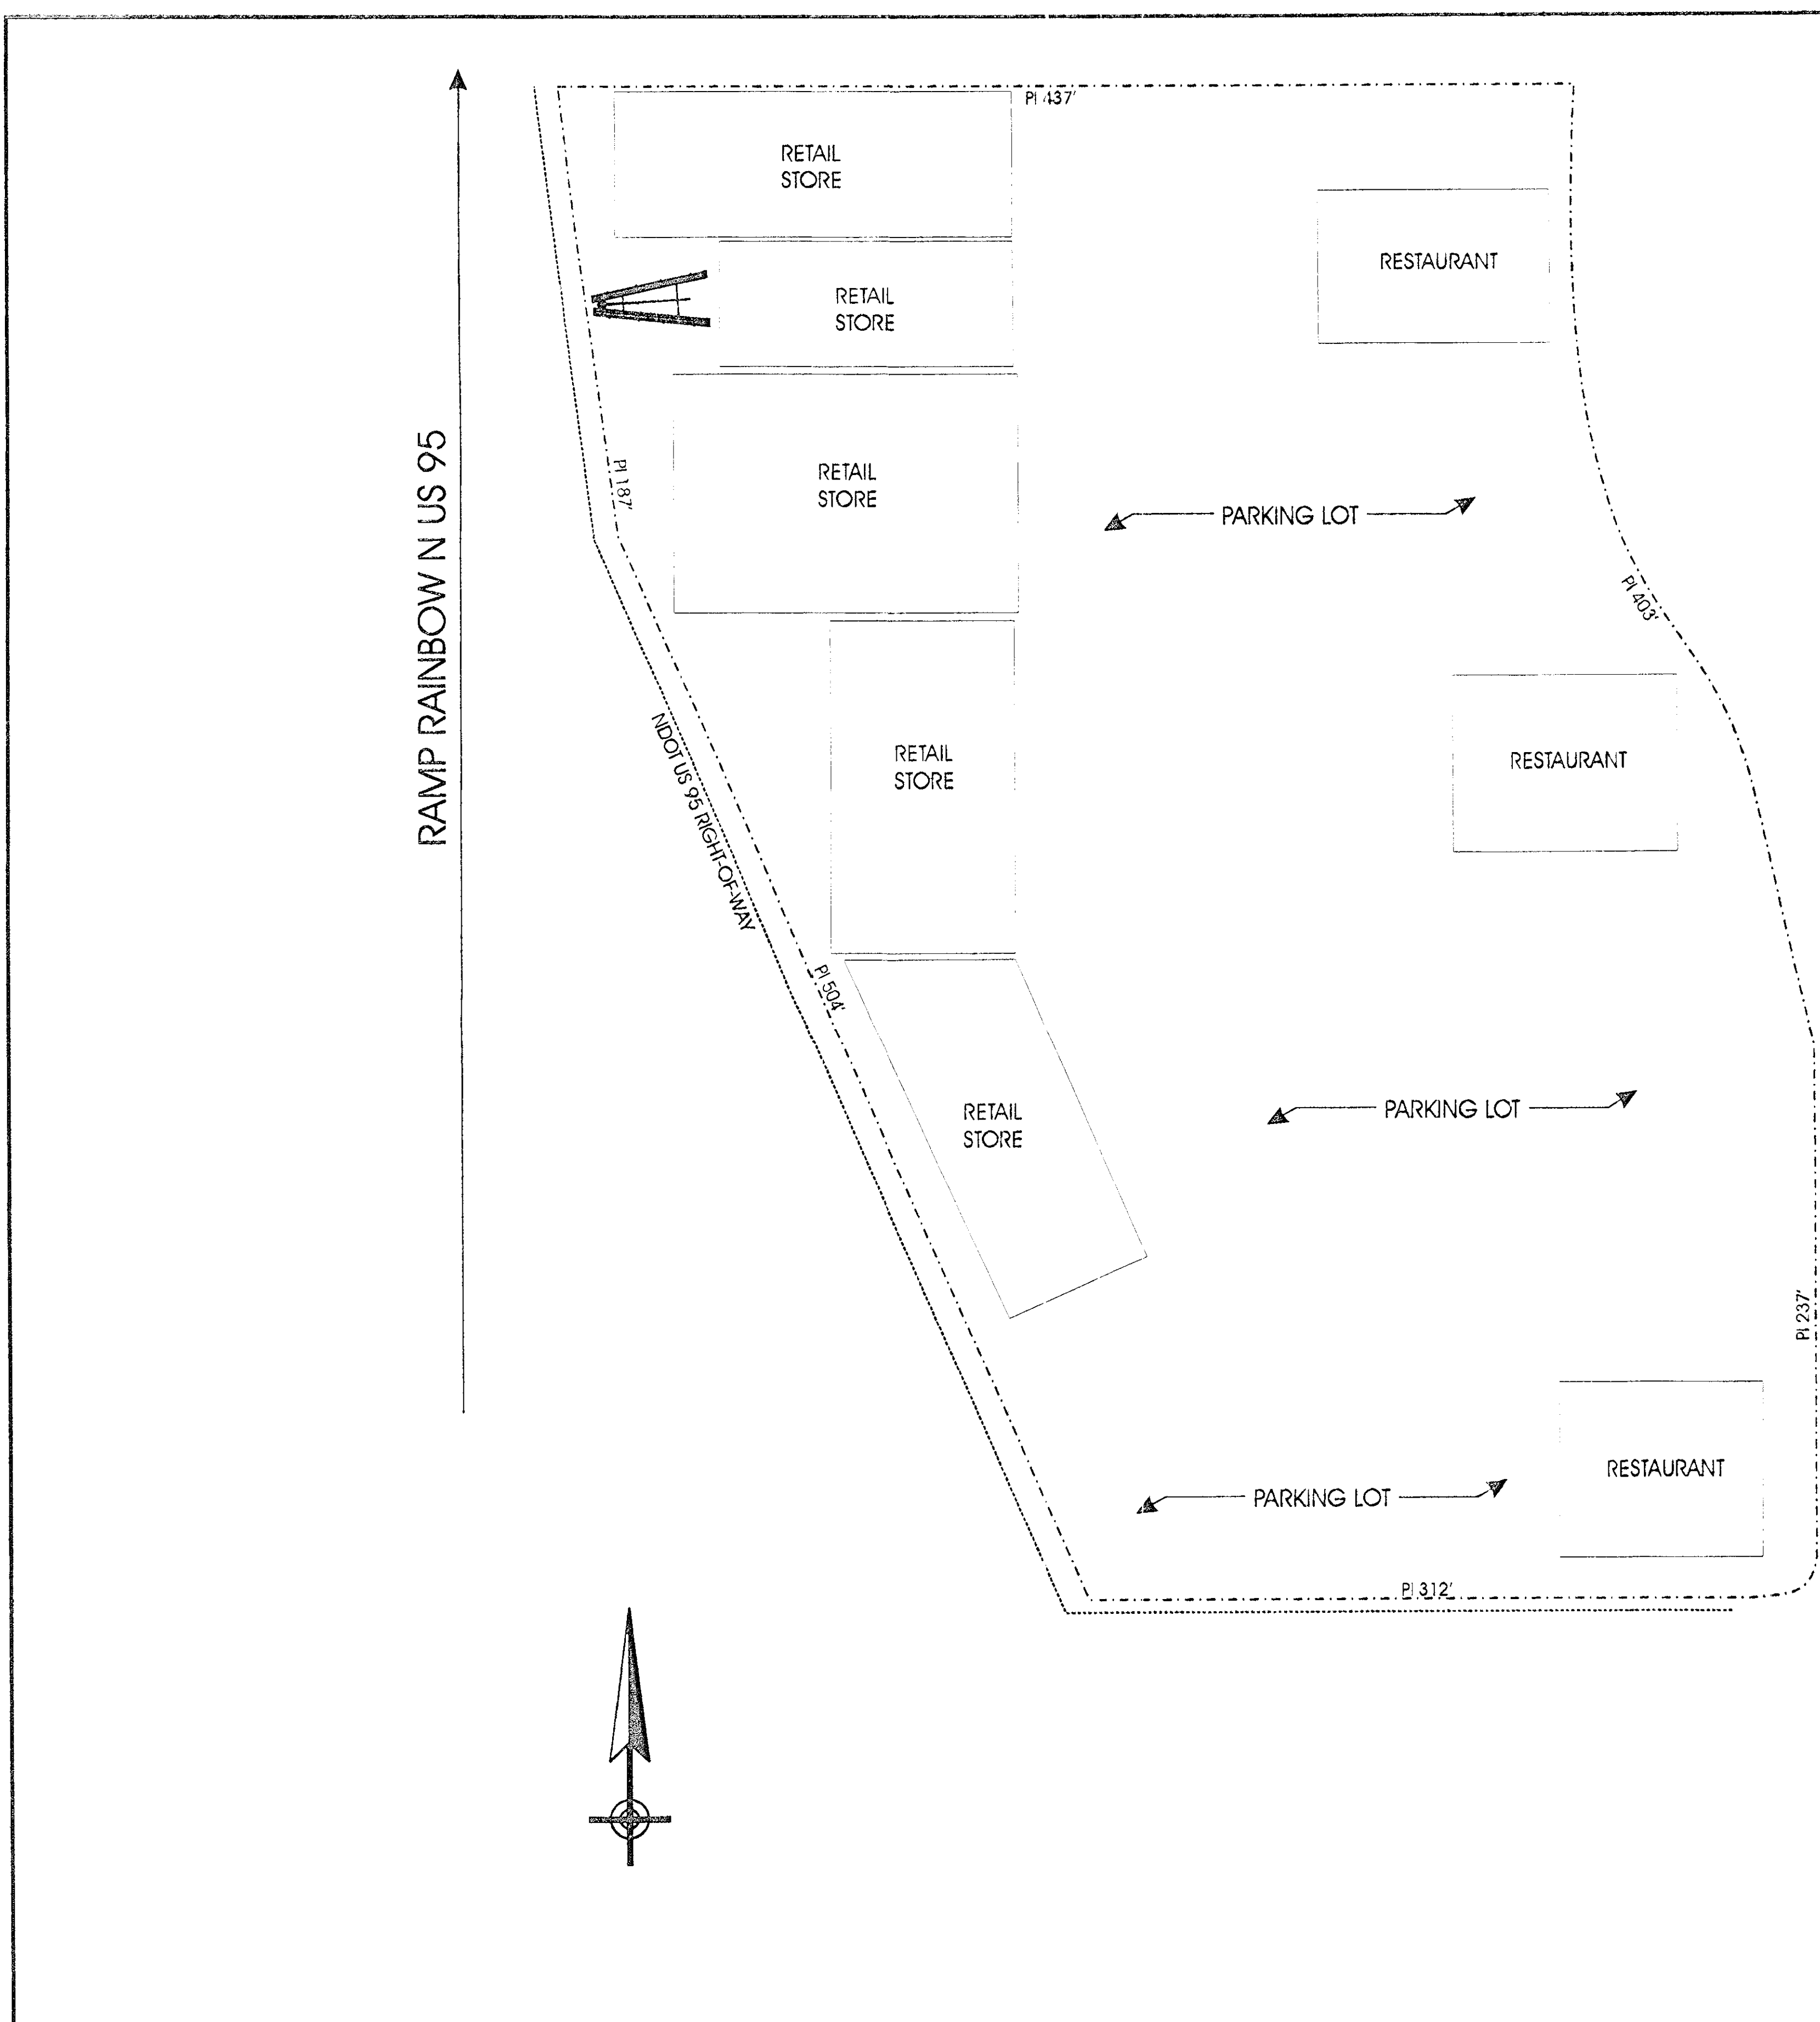 PI 437'
RETAIL
STORE
RESTAURANT
RETAIL
STORE
RAMP RAINBOW N US 95
PI 187'
RETAIL
STORE
PARKING LOT
PI 403'
NDOT US 95 RIGHT-OF-WAY
RETAIL
STORE
RESTAURANT
PI 504'
RETAIL
STORE
PARKING LOT
PI 237'
RESTAURANT
PARKING LOT
PI 312'